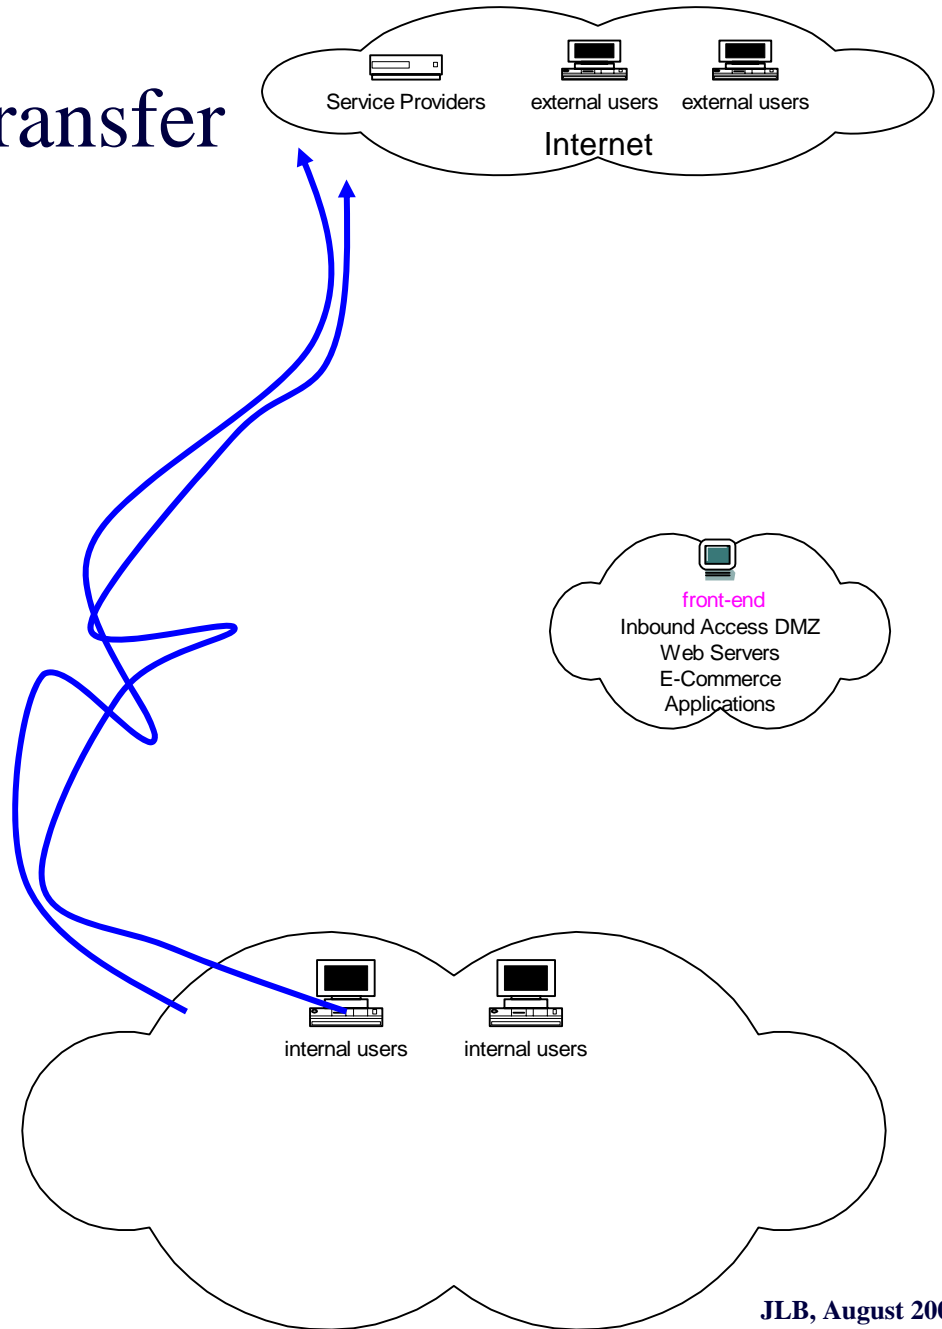 ransfer
Service Providers
external users
external users
Internet
front-end
Inbound Access DMZ
Web Servers
E-Commerce
Applications
internal users
internal users
JLB, August 200